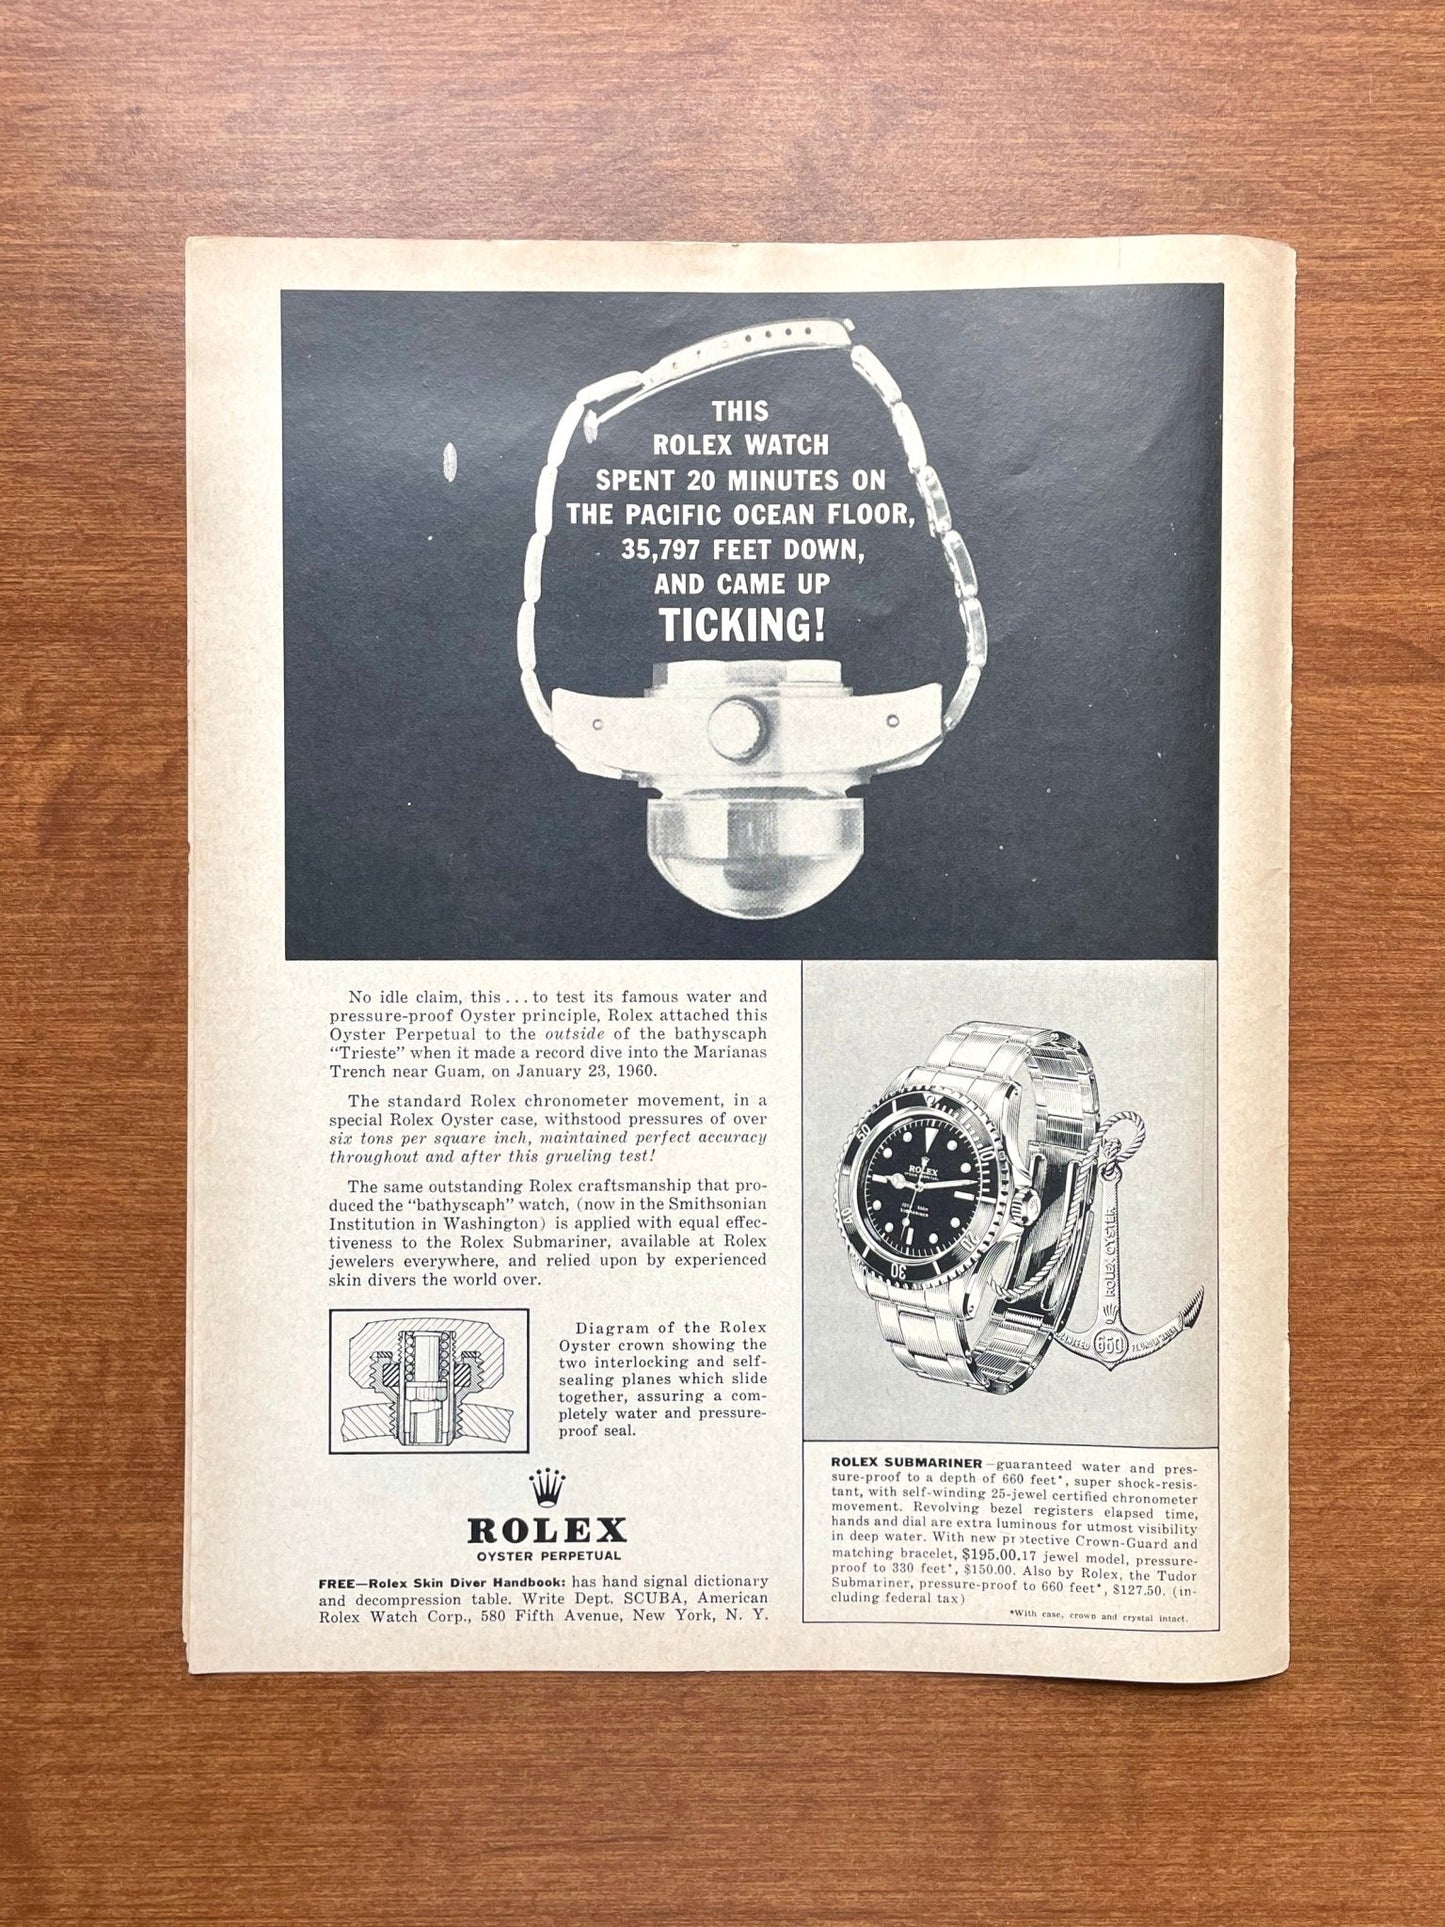 THIS
ROLEX WATCH
SPENT 20 MINUTES ON
THE PACIFIC OCEAN FLOOR,
35,797 FEET DOWN,
AND CAME UP
TICKING!
No idle claim, this . . . to test its famous water and
pressure-proof Oyster principle, Rolex attached this
Oyster Perpetual to the outside of the bathyscaph
“Trieste” when it made a record dive into the Marianas
Trench near Guam, on January 23, 1960.
The standard Rolex chronometer movement, in a
special Rolex Oyster case, withstood pressures of over
six tons per square inch, maintained perfect accuracy
throughout and after this grueling test!
The same outstanding Rolex craftsmanship that pro-
duced the “bathyscaph” watch, (now in the Smithsonian
Institution in Washington) is applied with equal effec-
tiveness to the Rolex Submariner, available at Rolex
jewelers everywhere, and relied upon by experienced
skin divers the world over.
Diagram of the Rolex
Oyster crown showing the
two interlocking and self-
sealing planes which slide
together, assuring a com-
pletely water and pressure-
proof seal.
ROLEX
OYSTER PERPETUAL
FREE—Rolex Skin Diver Handbook: has hand signal dictionary
and decompression table. Write Dept. SCUBA, American
Rolex Watch Corp., 580 Fifth Avenue, New York, N. Y.
10
20
30
40
50
ROLEX
SUBMARINER
ROLEX OYSTER
660
ROLEX SUBMARINER—guaranteed water and pres-
sure-proof to a depth of 660 feet*, super shock-resis-
tant, with self-winding 25-jewel certified chronometer
movement. Revolving bezel registers elapsed time,
hands and dial are extra luminous for utmost visibility
in deep water. With new protective Crown-Guard and
matching bracelet, $195.00.17 jewel model, pressure-
proof to 330 feet*, $150.00. Also by Rolex, the Tudor
Submariner, pressure-proof to 660 feet*, $127.50. (in-
cluding federal tax)
*With case, crown and crystal intact.